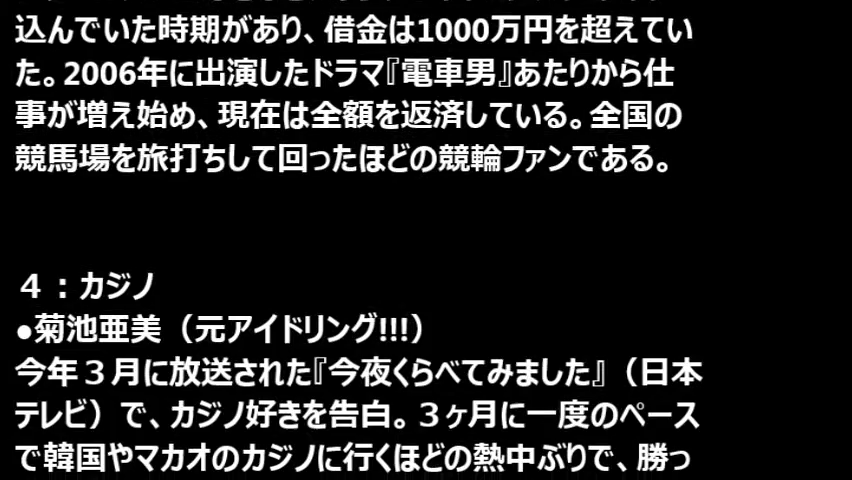 込んでいた時期があり、借金は1000万円を超えてい
た。2006年に出演したドラマ『電車男』あたりから仕
事が増え始め、現在は全額を返済している。全国の
競馬場を旅打ちして回ったほどの競輪ファンである。
４：カジノ
●菊池亜美（元アイドリング!!!）
今年３月に放送された『今夜くらべてみました』（日本
テレビ）で、カジノ好きを告白。３ヶ月に一度のペース
で韓国やマカオのカジノに行くほどの熱中ぶりで、勝っ